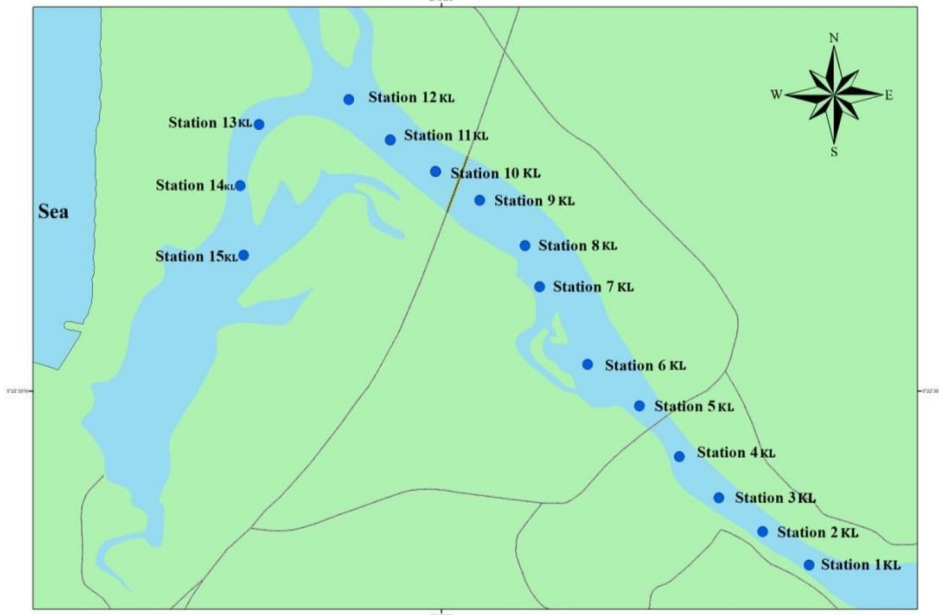 N
W
E
S
Station 12 KL
Station 13 KL
Station 11 KL
Station 10 KL
Station 14 KL
Station 9 KL
Sea
Station 8 KL
Station 15 KL
Station 7 KL
Station 6 KL
Station 5 KL
Station 4 KL
Station 3 KL
Station 2 KL
Station 1 KL